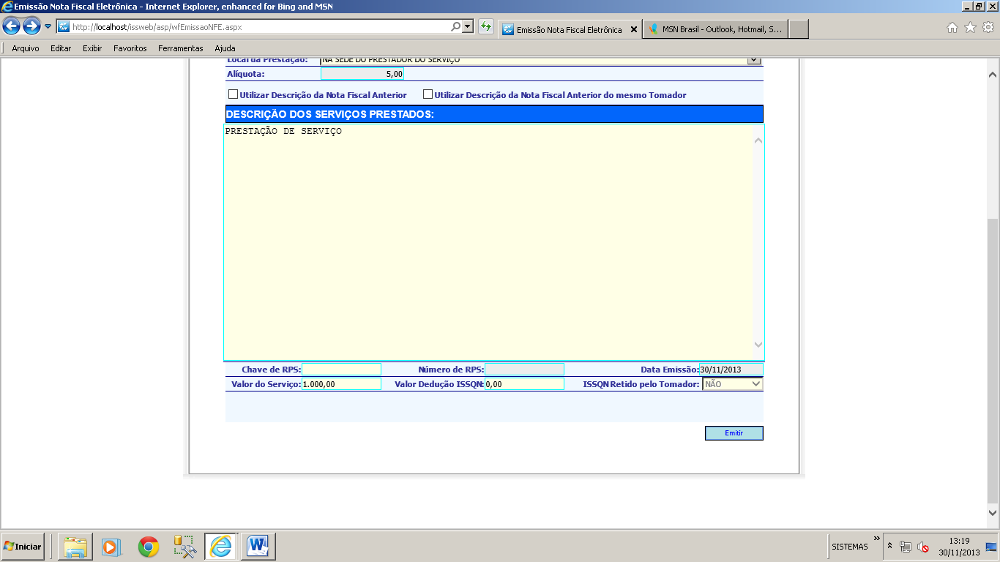 Emissão Nota Fiscal Eletrônica - Internet Explorer, enhanced for Bing and MSN
http://localhost/issweb/asp/wfEmissaoNFE.aspx
Emissão Nota Fiscal Eletrônica
MSN Brasil - Outlook, Hotmail, S...
Arquivo Editar Exibir Favoritos Ferramentas Ajuda
Local da Prestação: NA SEDE DO PRESTADOR DO SERVIÇO
Alíquota: 5,00
Utilizar Descrição da Nota Fiscal Anterior Utilizar Descrição da Nota Fiscal Anterior do mesmo Tomador
DESCRIÇÃO DOS SERVIÇOS PRESTADOS:
PRESTAÇÃO DE SERVIÇO
Chave de RPS: Número de RPS: Data Emissão: 30/11/2013
Valor do Serviço: 1.000,00 Valor Dedução ISSQN: 0,00 ISSQN Retido pelo Tomador: NÃO
Emitir
Iniciar
SISTEMAS
13:19
30/11/2013